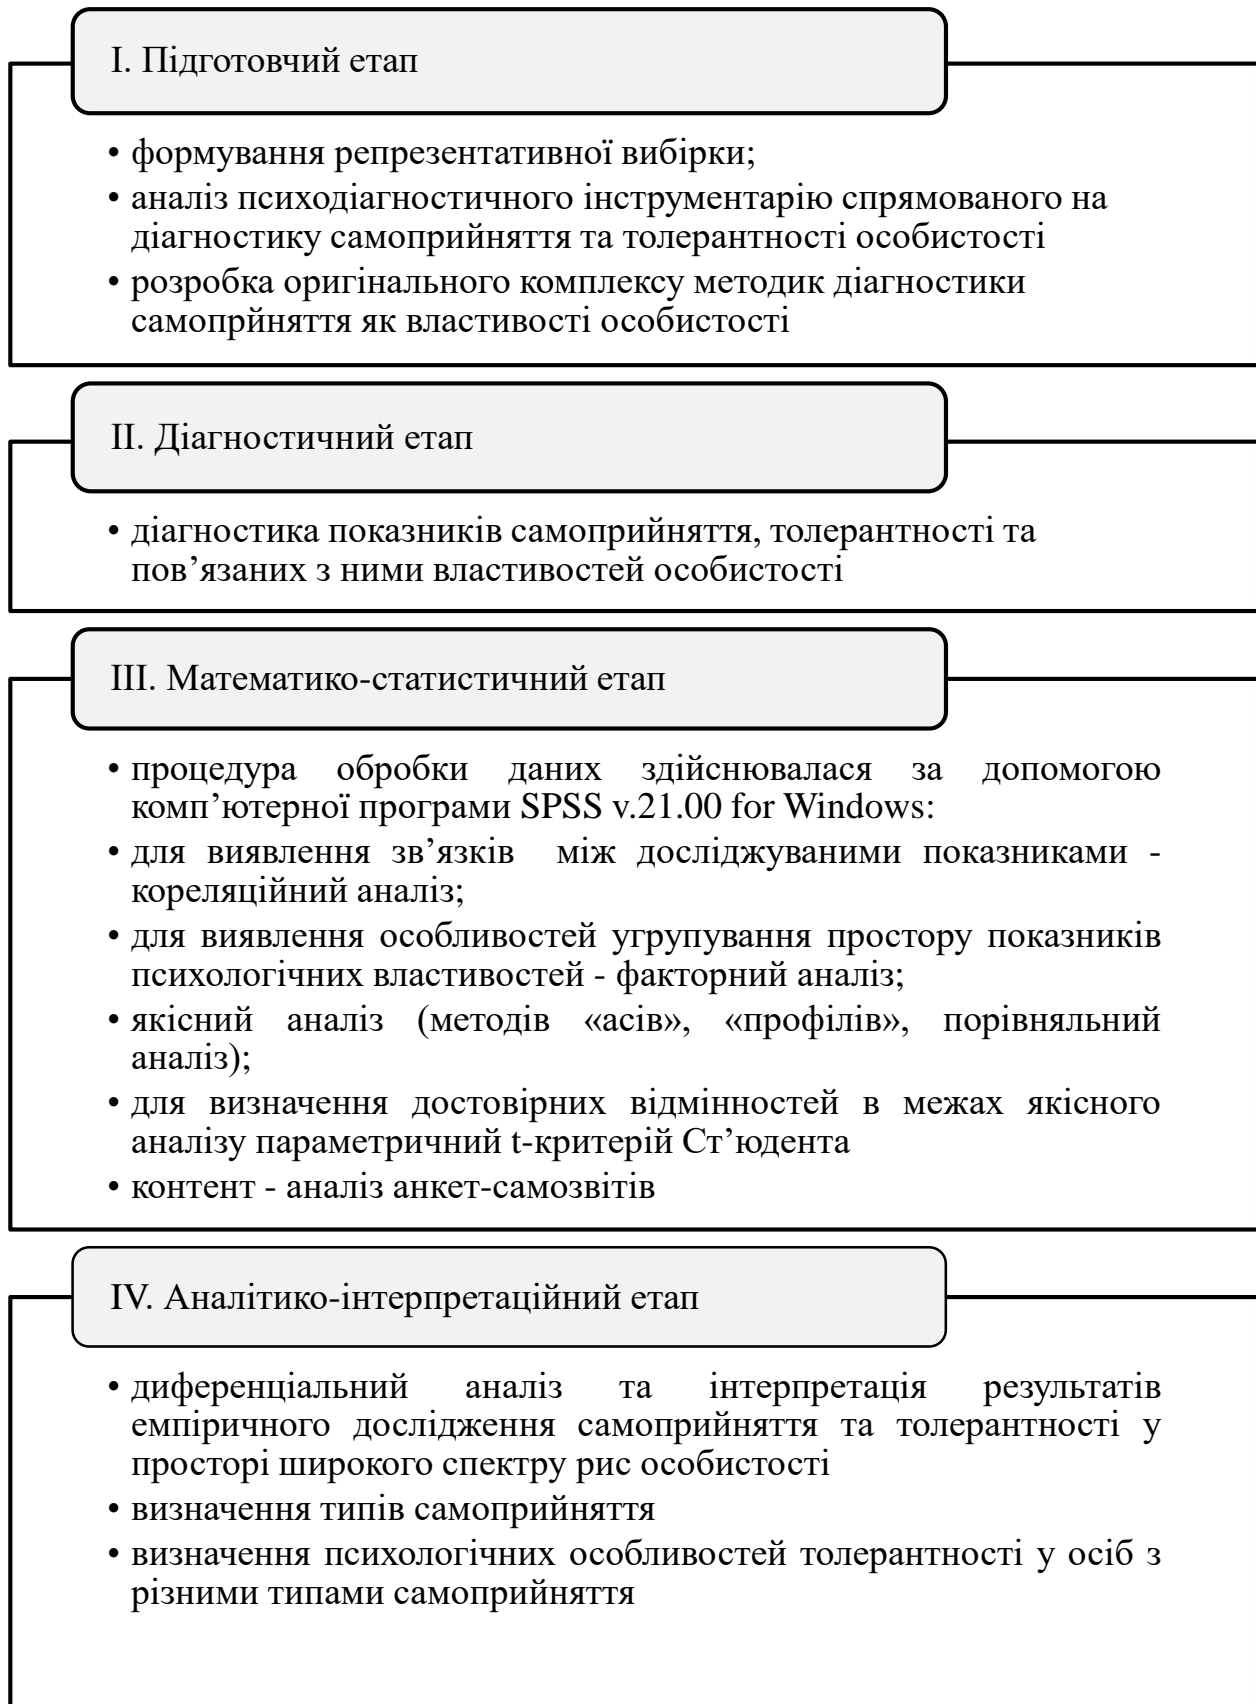 I. Підготовчий етап
• формування репрезентативної вибірки;
• аналіз психодіагностичного інструментарію спрямованого на
діагностику самоприйняття та толерантності особистості
• розробка оригінального комплексу методик діагностики
самопрйняття як властивості особистості
II. Діагностичний етап
• діагностика показників самоприйняття, толерантності та
пов’язаних з ними властивостей особистості
III. Математико-статистичний етап
• процедура обробки даних здійснювалася за допомогою
комп’ютерної програми SPSS v.21.00 for Windows:
• для виявлення зв’язків між досліджуваними показниками -
кореляційний аналіз;
• для виявлення особливостей угрупування простору показників
психологічних властивостей - факторний аналіз;
• якісний аналіз (методів «асів», «профілів», порівняльний
аналіз);
• для визначення достовірних відмінностей в межах якісного
аналізу параметричний t-критерій Ст’юдента
• контент - аналіз анкет-самозвітів
IV. Аналітико-інтерпретаційний етап
• диференціальний аналіз та інтерпретація результатів
емпіричного дослідження самоприйняття та толерантності у
просторі широкого спектру рис особистості
• визначення типів самоприйняття
• визначення психологічних особливостей толерантності у осіб з
різними типами самоприйняття